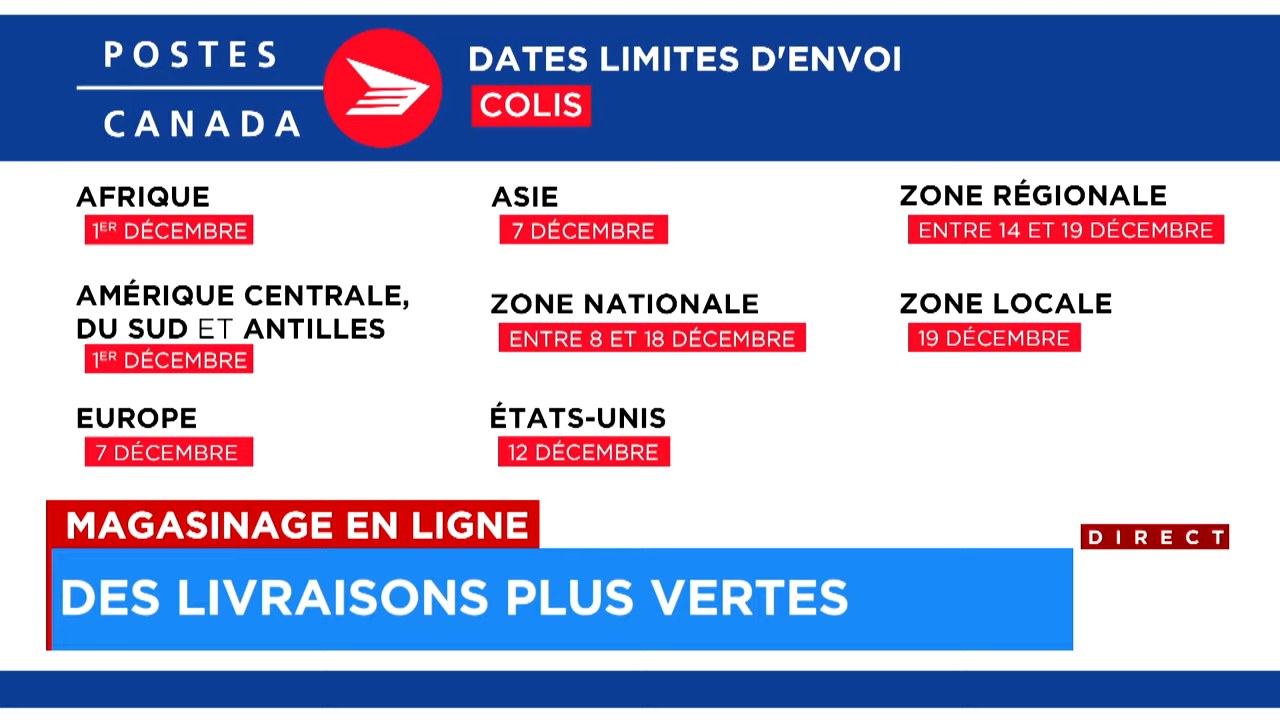 POSTES
CANADA
DATES LIMITES D'ENVOI
COLIS
AFRIQUE
1ER DÉCEMBRE
AMÉRIQUE CENTRALE,
DU SUD ET ANTILLES
1ER DÉCEMBRE
EUROPE
7 DÉCEMBRE
ASIE
7 DÉCEMBRE
ZONE NATIONALE
ENTRE 8 ET 18 DÉCEMBRE
ÉTATS-UNIS
12 DÉCEMBRE
ZONE RÉGIONALE
ENTRE 14 ET 19 DÉCEMBRE
ZONE LOCALE
19 DÉCEMBRE
MAGASINAGE EN LIGNE
DIRECT
DES LIVRAISONS PLUS VERTES